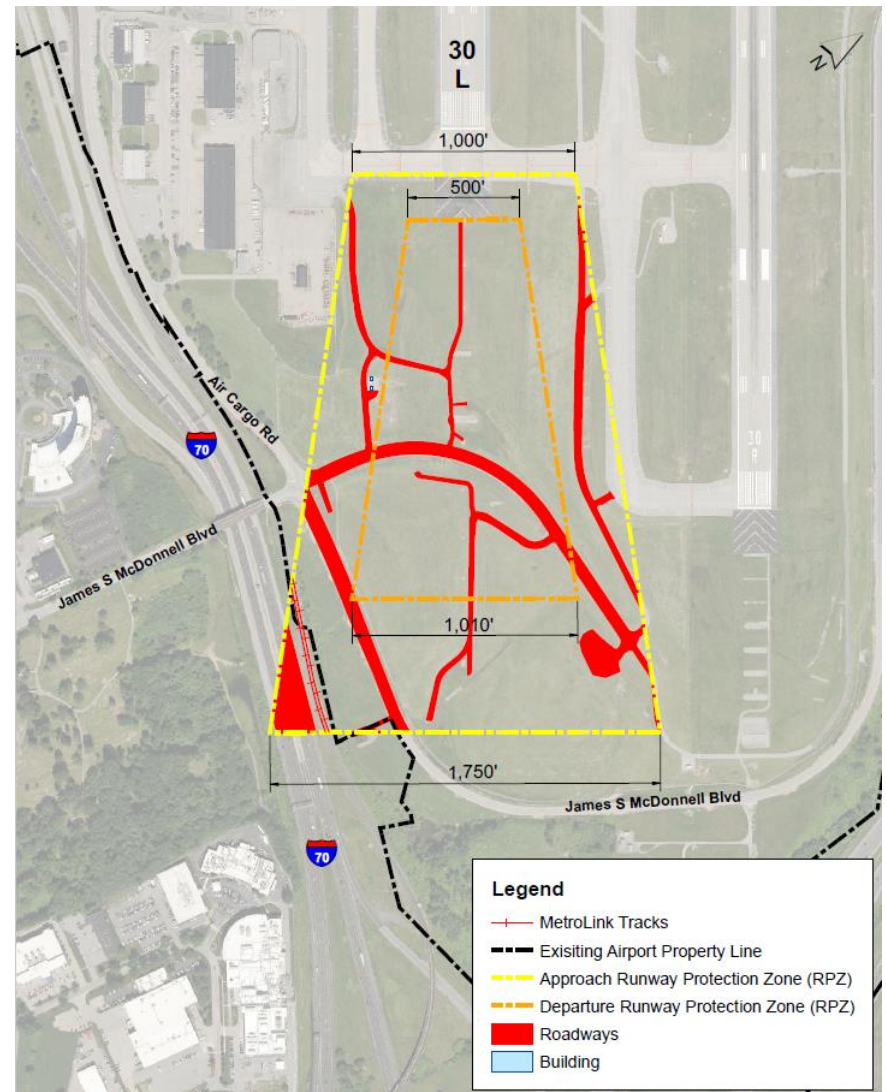 30
L
N
1,000'
500'
Air Cargo Rd
70
30
R
James S McDonnell Blvd
1,010'
1,750'
James S McDonnell Blvd
70
Legend
MetroLink Tracks
Exisiting Airport Property Line
Approach Runway Protection Zone (RPZ)
Departure Runway Protection Zone (RPZ)
Roadways
Building